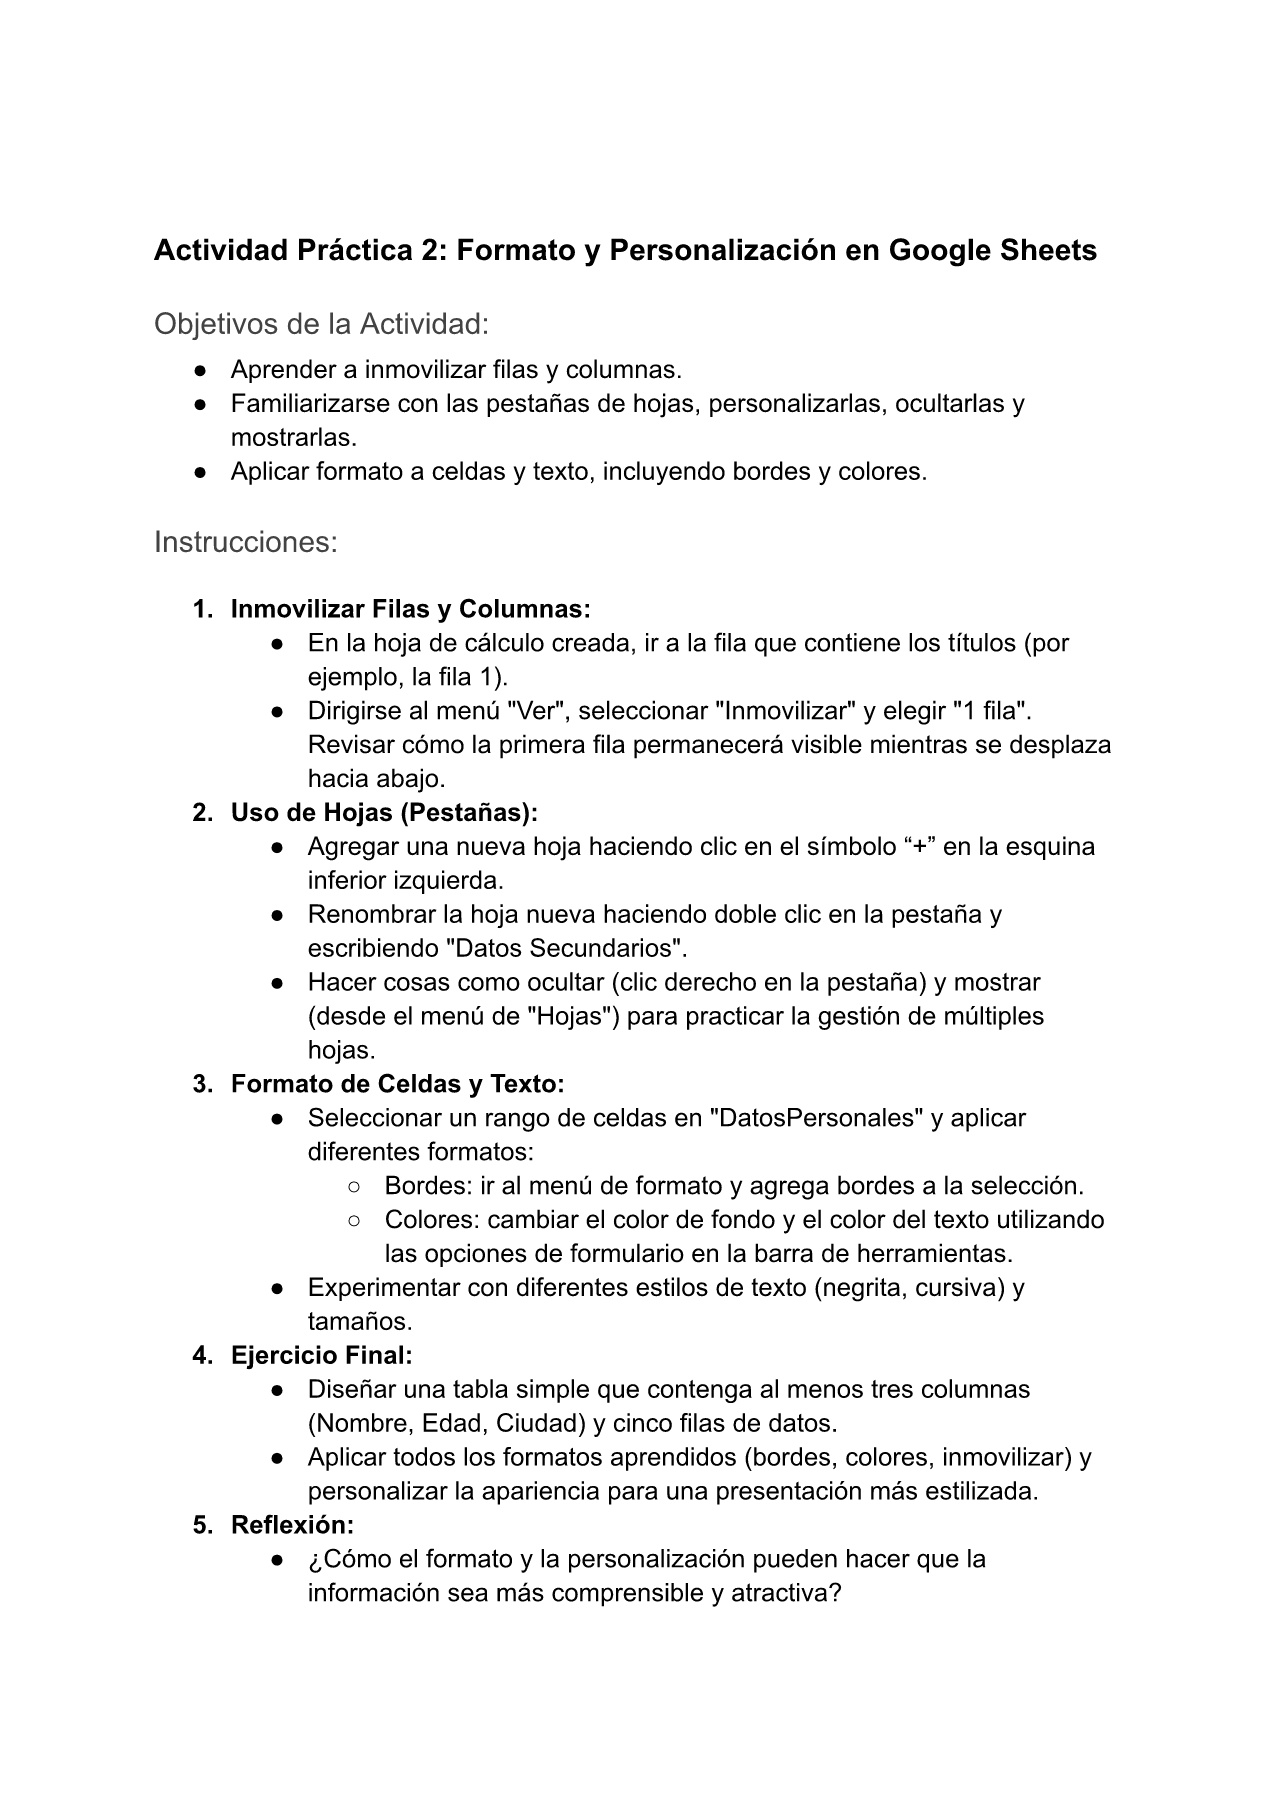 Actividad Práctica 2: Formato y Personalización en Google Sheets
Objetivos de la Actividad:
● Aprender a inmovilizar filas y columnas.
● Familiarizarse con las pestañas de hojas, personalizarlas, ocultarlas y
mostrarlas.
● Aplicar formato a celdas y texto, incluyendo bordes y colores.
Instrucciones:
1. Inmovilizar Filas y Columnas:
● En la hoja de cálculo creada, ir a la fila que contiene los títulos (por
ejemplo, la fila 1).
● Dirigirse al menú "Ver", seleccionar "Inmovilizar" y elegir "1 fila".
Revisar cómo la primera fila permanecerá visible mientras se desplaza
hacia abajo.
2. Uso de Hojas (Pestañas):
● Agregar una nueva hoja haciendo clic en el símbolo “+” en la esquina
inferior izquierda.
● Renombrar la hoja nueva haciendo doble clic en la pestaña y
escribiendo "Datos Secundarios".
● Hacer cosas como ocultar (clic derecho en la pestaña) y mostrar
(desde el menú de "Hojas") para practicar la gestión de múltiples
hojas.
3. Formato de Celdas y Texto:
● Seleccionar un rango de celdas en "DatosPersonales" y aplicar
diferentes formatos:
○ Bordes: ir al menú de formato y agrega bordes a la selección.
○ Colores: cambiar el color de fondo y el color del texto utilizando
las opciones de formulario en la barra de herramientas.
● Experimentar con diferentes estilos de texto (negrita, cursiva) y
tamaños.
4. Ejercicio Final:
● Diseñar una tabla simple que contenga al menos tres columnas
(Nombre, Edad, Ciudad) y cinco filas de datos.
● Aplicar todos los formatos aprendidos (bordes, colores, inmovilizar) y
personalizar la apariencia para una presentación más estilizada.
5. Reflexión:
● ¿Cómo el formato y la personalización pueden hacer que la
información sea más comprensible y atractiva?